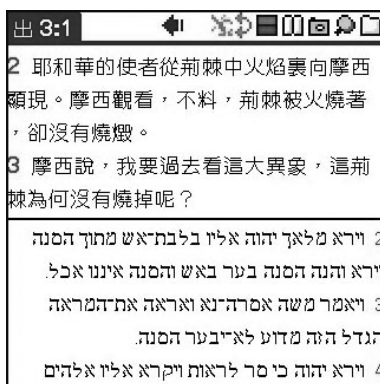 出 3:1
2 耶和華的使者從荊棘中火焰裏向摩西
顯現。摩西觀看，不料，荊棘被火燒著
，卻沒有燒燬。
3 摩西說，我要過去看這大異象，這荊
棘為何沒有燒掉呢？
2 וירא מלאך יהוה אליו בלבת־אש מתוך הסנה
וירא והנה הסנה בער באש והסנה איננו אכל.
3 ויאמר משה אסרה־נא ואראה את־המראה
הגדל הזה מדוע לא־יבער הסנה.
4 וירא יהוה כי סר לראות ויקרא אליו אלהים